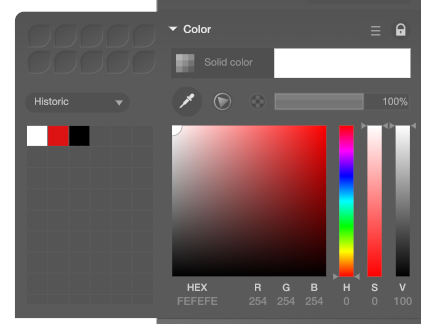 Color
Solid color
Historic
100%
HEX R G B H S V
FEFEFE 254 254 254 0 0 100